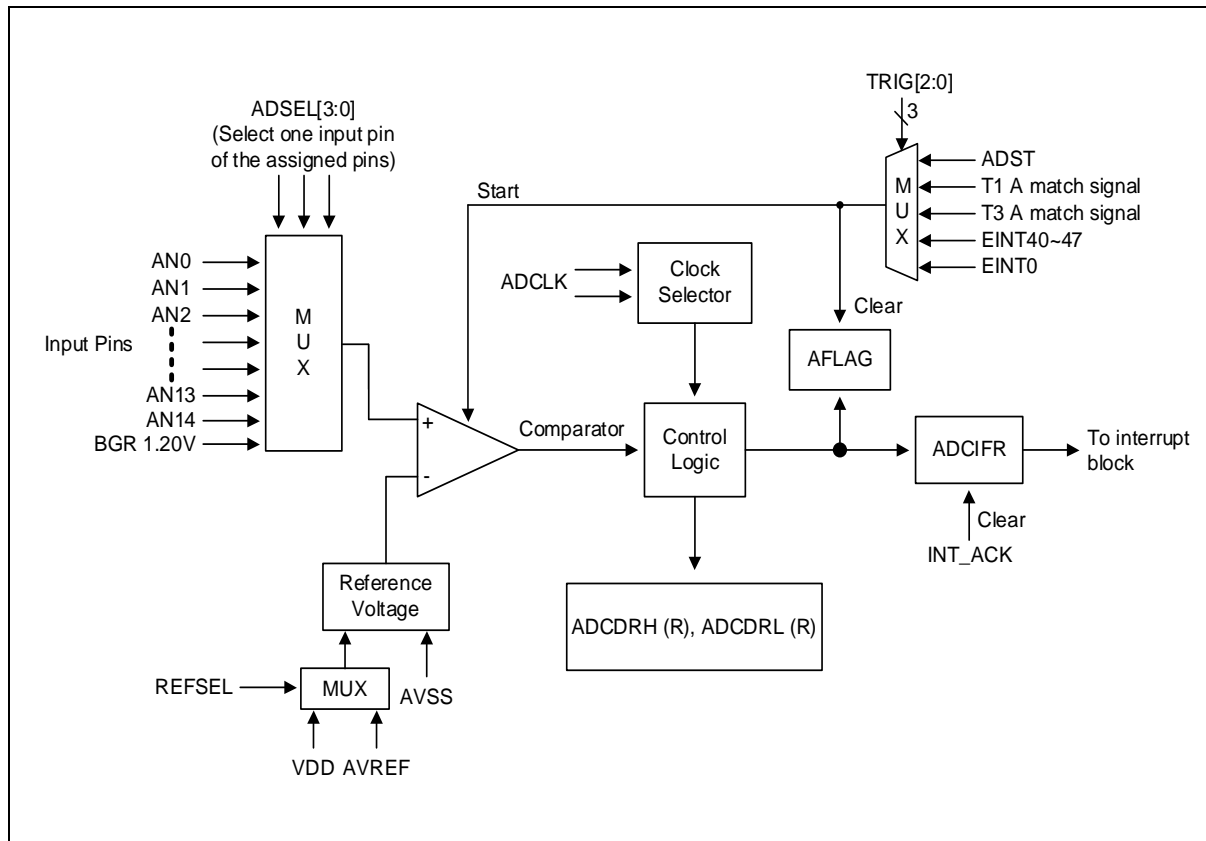 TRIG[2:0]
3
ADSEL[3:0]
(Select one input pin
of the assigned pins)
ADST
T1 A match signal
T3 A match signal
EINT40~47
EINT0
M
U
X
Start
Clear
AN0
AN1
AN2
Input Pins
AN13
AN14
BGR 1.20V
M
U
X
ADCLK
Clock
Selector
AFLAG
+
-
Comparator
Control
Logic
ADCIFR
To interrupt
block
Clear
INT_ACK
Reference
Voltage
ADCDRH (R), ADCDRL (R)
REFSEL
MUX
AVSS
VDD
AVREF